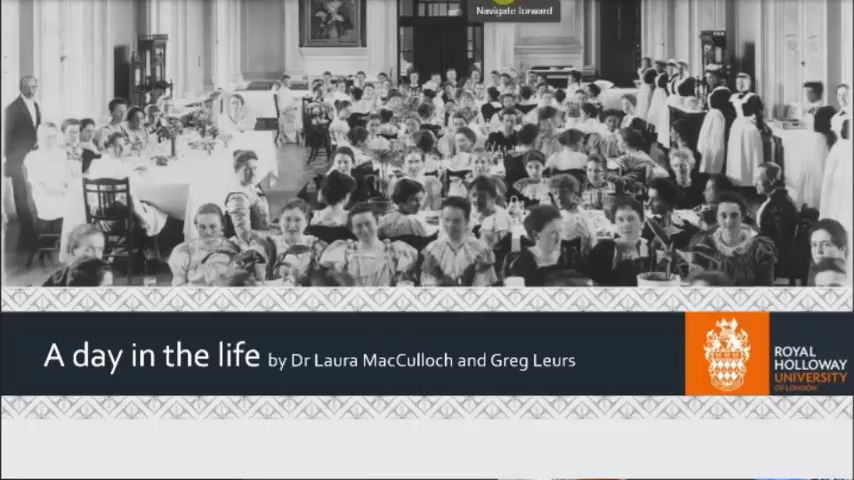 Navigate forward
A day in the life by Dr Laura MacCulloch and Greg Leurs
ROYAL
HOLLOWAY
UNIVERSITY
OF LONDON